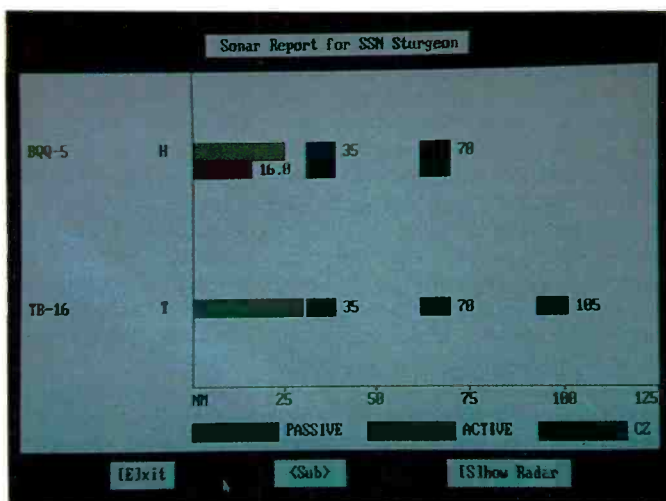 Sonar Report for SSN Sturgeon
BQQ-5 H 35 70
16.0
TB-16 T 35 70 105
NM 25 50 75 100 125
PASSIVE ACTIVE CZ
[E]xit <Sub> [S]how Radar